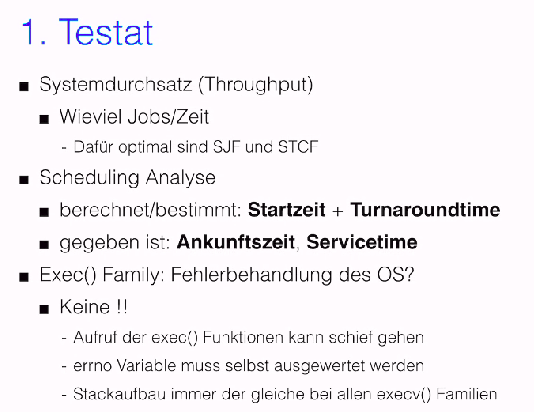 1. Testat
■ Systemdurchsatz (Throughput)
■ Wieviel Jobs/Zeit
- Dafür optimal sind SJF und STCF
■ Scheduling Analyse
■ berechnet/bestimmt: Startzeit + Turnaroundtime
■ gegeben ist: Ankunftszeit, Servicetime
■ Exec() Family: Fehlerbehandlung des OS?
■ Keine !!
- Aufruf der exec() Funktionen kann schief gehen
- errno Variable muss selbst ausgewertet werden
- Stackaufbau immer der gleiche bei allen execv() Familien